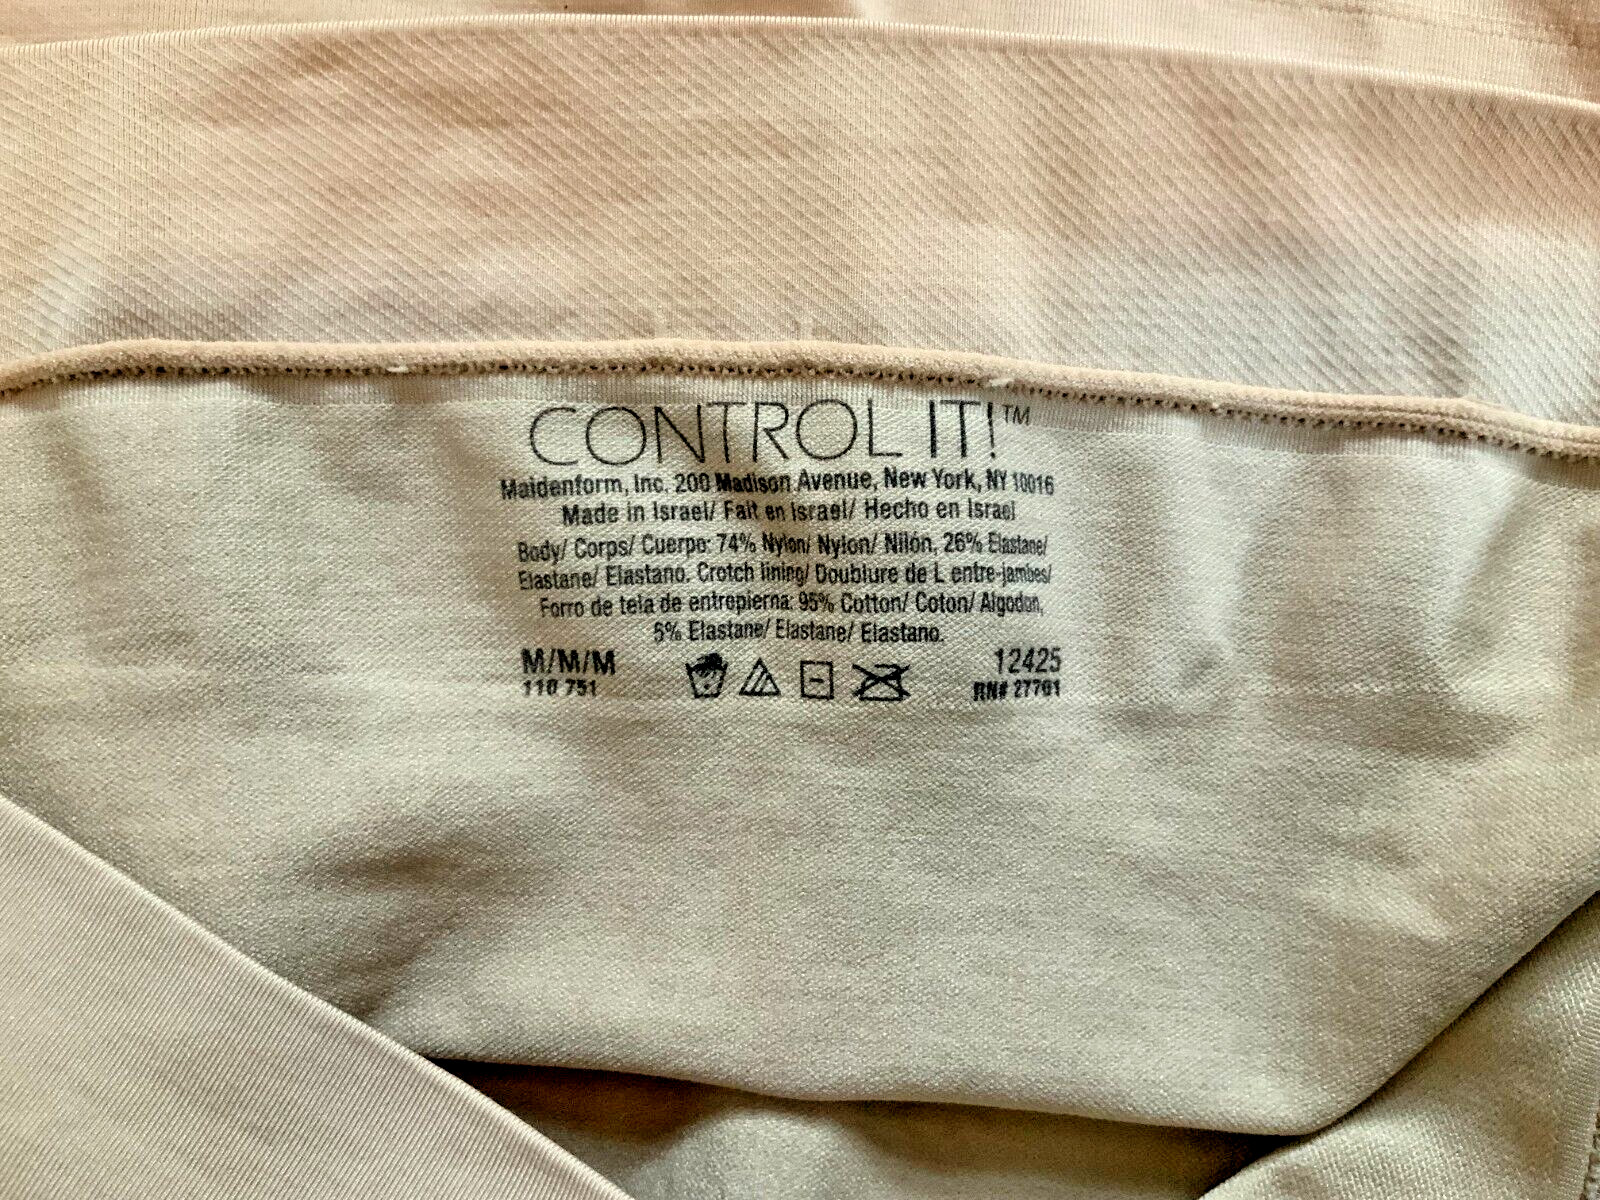 CONTROL IT!™
Maidenform, Inc. 200 Madison Avenue, New York, NY 10016
Made in Israel/ Fait en Israel/ Hecho en Israel
Body/ Corps/ Cuerpo: 74% Nylon/ Nylon/ Nilón, 26% Elastane/
Elastane/ Elastano. Crotch lining/ Doublure de L entre-jambes/
Forro de tela de entrepierna: 95% Cotton/ Coton/ Algodon,
5% Elastane/ Elastane/ Elastano.
M/M/M 12425
110 751 RN# 27701